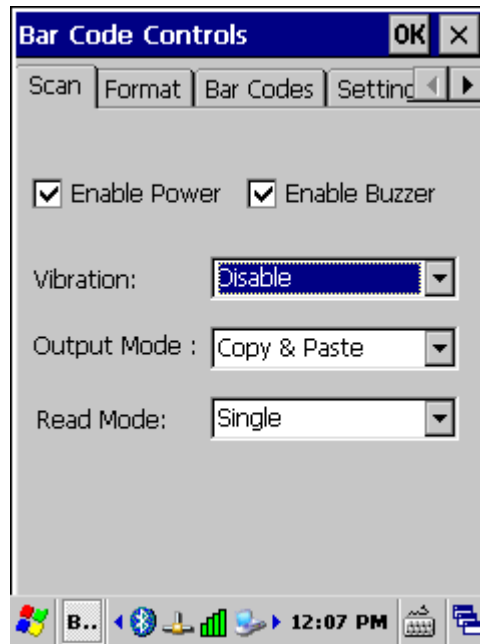 Bar Code Controls OK
Scan Format Bar Codes
Enable Power Enable Buzzer
Vibration: Disable
Output Mode : Copy & Paste
Read Mode: Single
B.. 12:07 PM